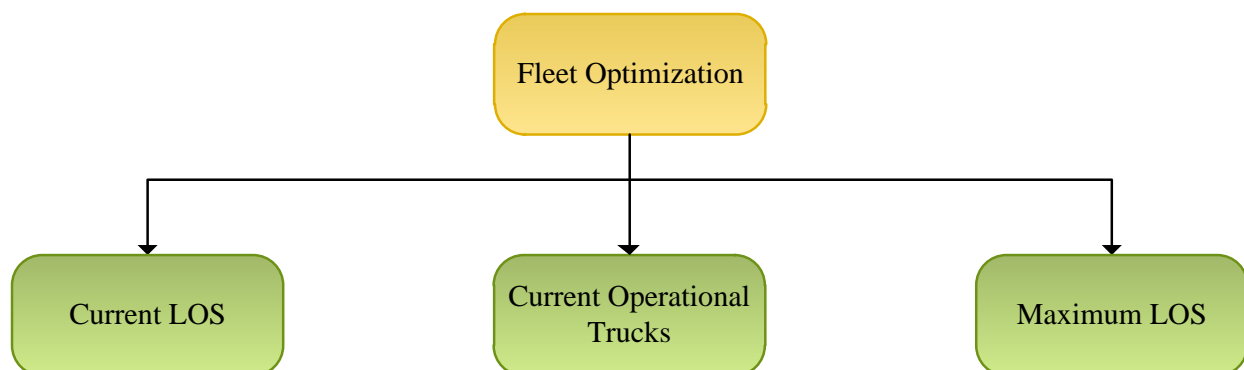 Fleet Optimization
Current LOS
Current Operational
Trucks
Maximum LOS